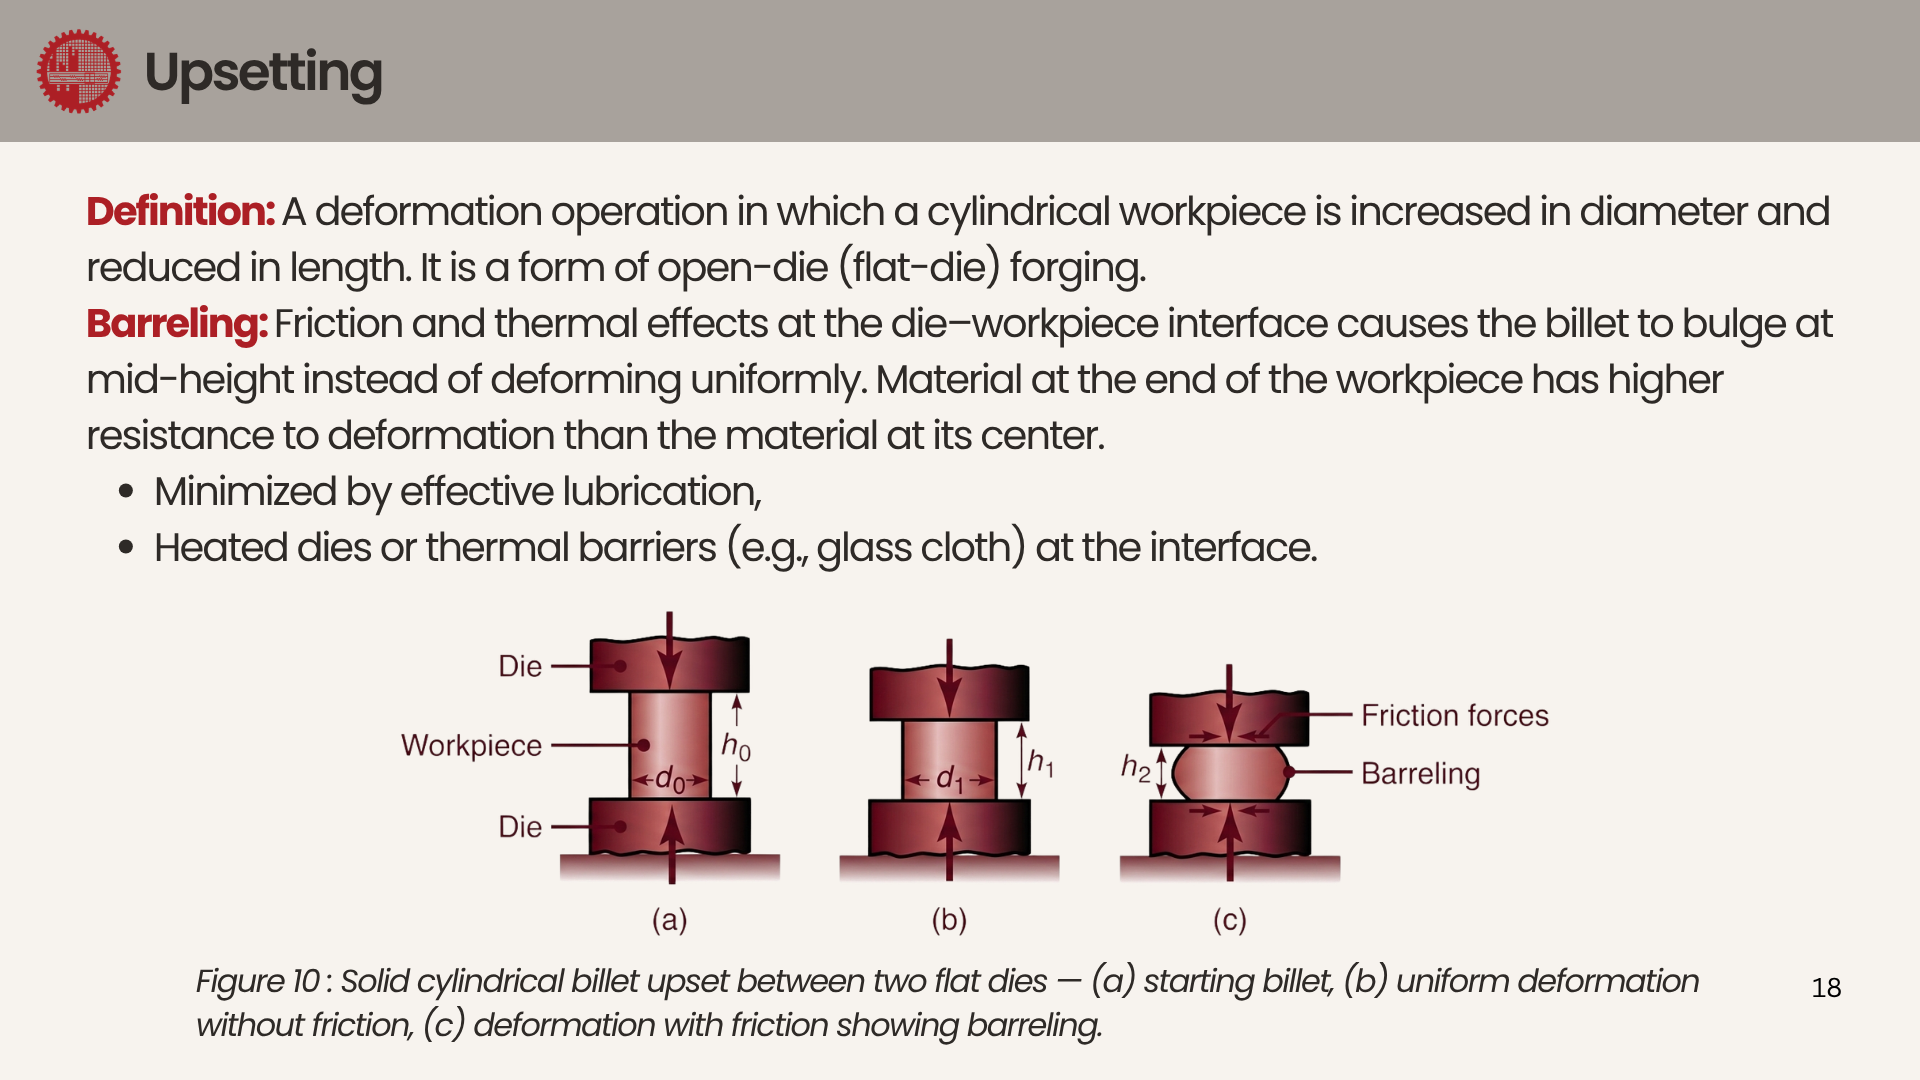 Upsetting
Definition: A deformation operation in which a cylindrical workpiece is increased in diameter and
reduced in length. It is a form of open-die (flat-die) forging.
Barreling: Friction and thermal effects at the die–workpiece interface causes the billet to bulge at
mid-height instead of deforming uniformly. Material at the end of the workpiece has higher
resistance to deformation than the material at its center.
• Minimized by effective lubrication,
• Heated dies or thermal barriers (e.g., glass cloth) at the interface.
Die
Workpiece
Die
h0
d0
(a)
d1
h1
(b)
h2
Friction forces
Barreling
(c)
Figure 10 : Solid cylindrical billet upset between two flat dies — (a) starting billet, (b) uniform deformation
without friction, (c) deformation with friction showing barreling.
18